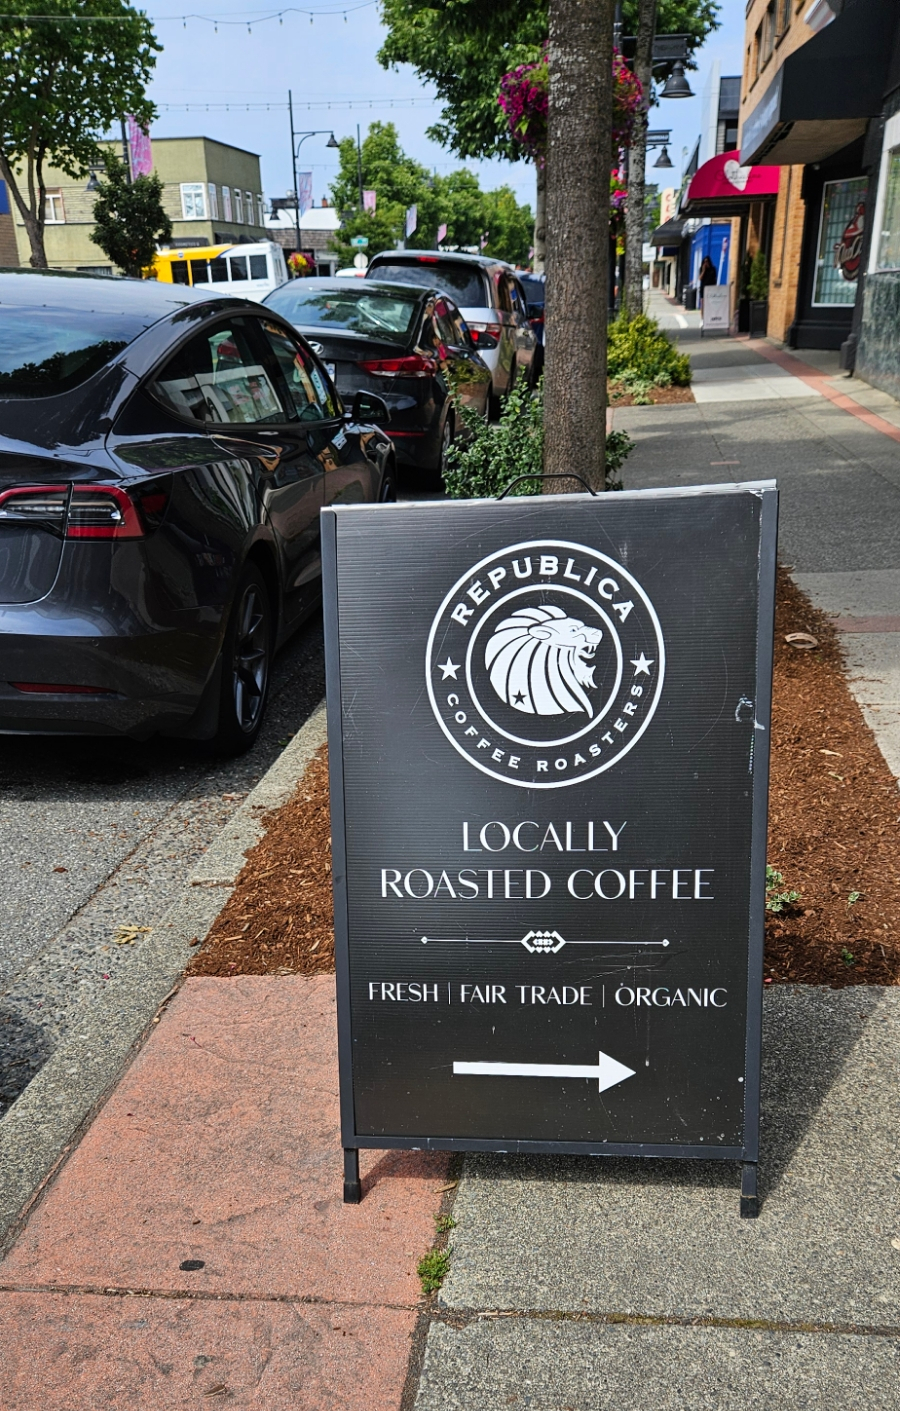 REPUBLICA
COFFEE ROASTERS
LOCALLY
ROASTED COFFEE
FRESH | FAIR TRADE | ORGANIC